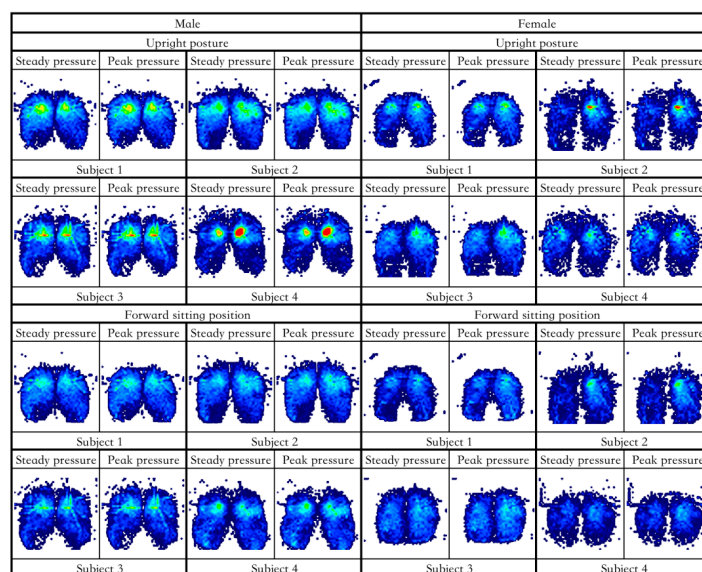 Male Female
Upright posture Upright posture
Steady pressure Peak pressure Steady pressure Peak pressure Steady pressure Peak pressure Steady pressure Peak pressure
Subject 1 Subject 2 Subject 1 Subject 2
Steady pressure Peak pressure Steady pressure Peak pressure Steady pressure Peak pressure Steady pressure Peak pressure
Subject 3 Subject 4 Subject 3 Subject 4
Forward sitting position Forward sitting position
Steady pressure Peak pressure Steady pressure Peak pressure Steady pressure Peak pressure Steady pressure Peak pressure
Subject 1 Subject 2 Subject 1 Subject 2
Steady pressure Peak pressure Steady pressure Peak pressure Steady pressure Peak pressure Steady pressure Peak pressure
Subject 3 Subject 4 Subject 3 Subject 4